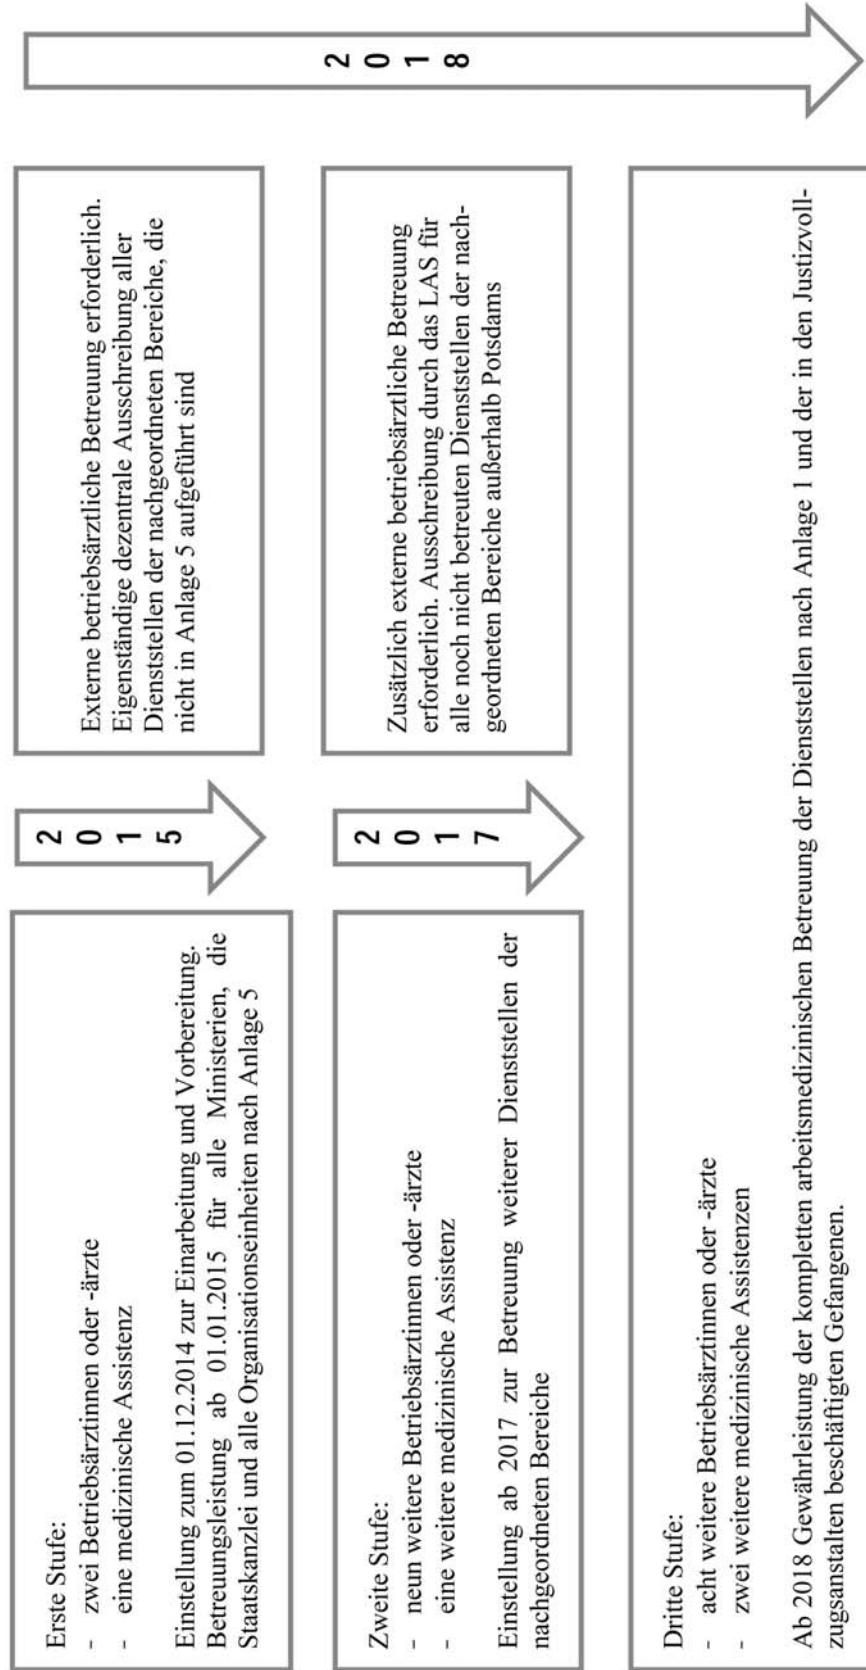 Erste Stufe:
- zwei Betriebsärztinnen oder -ärzte
- eine medizinische Assistenz
Einstellung zum 01.12.2014 zur Einarbeitung und Vorbereitung.
Betreuungsleistung ab 01.01.2015 für alle Ministerien, die
Staatskanzlei und alle Organisationseinheiten nach Anlage 5
2015
Externe betriebsärztliche Betreuung erforderlich.
Eigenständige dezentrale Ausschreibung aller
Dienststellen der nachgeordneten Bereiche, die
nicht in Anlage 5 aufgeführt sind
Zweite Stufe:
- neun weitere Betriebsärztinnen oder -ärzte
- eine weitere medizinische Assistenz
Einstellung ab 2017 zur Betreuung weiterer Dienststellen der
nachgeordneten Bereiche
2017
Zusätzlich externe betriebsärztliche Betreuung
erforderlich. Ausschreibung durch das LAS für
alle noch nicht betreuten Dienststellen der nach-
geordneten Bereiche außerhalb Potsdams
Dritte Stufe:
- acht weitere Betriebsärztinnen oder -ärzte
- zwei weitere medizinische Assistenzen
Ab 2018 Gewährleistung der kompletten arbeitsmedizinischen Betreuung der Dienststellen nach Anlage 1 und der in den Justizvoll-
zugsanstalten beschäftigten Gefangenen.
2018